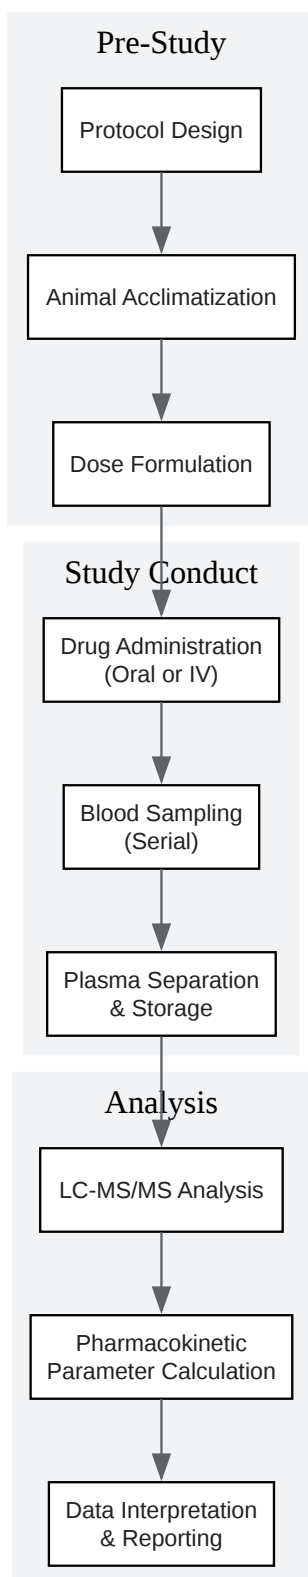 Pre-Study
Protocol Design
Animal Acclimatization
Dose Formulation
Study Conduct
Drug Administration
(Oral or IV)
Blood Sampling
(Serial)
Plasma Separation
& Storage
Analysis
LC-MS/MS Analysis
Pharmacokinetic
Parameter Calculation
Data Interpretation
& Reporting